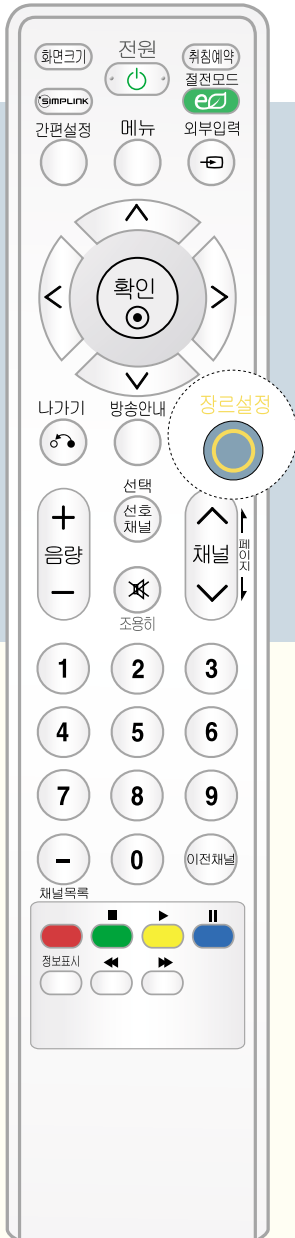 전원
화면크기
취침예약
절전모드
SIMPLINK
eco
간편설정 메뉴 외부입력
확인
나가기 방송안내 장르설정
선택
선호
채널
음량
채널
페이지
조용히
1 2 3
4 5 6
7 8 9
- 0 이전채널
채널목록
정보표시